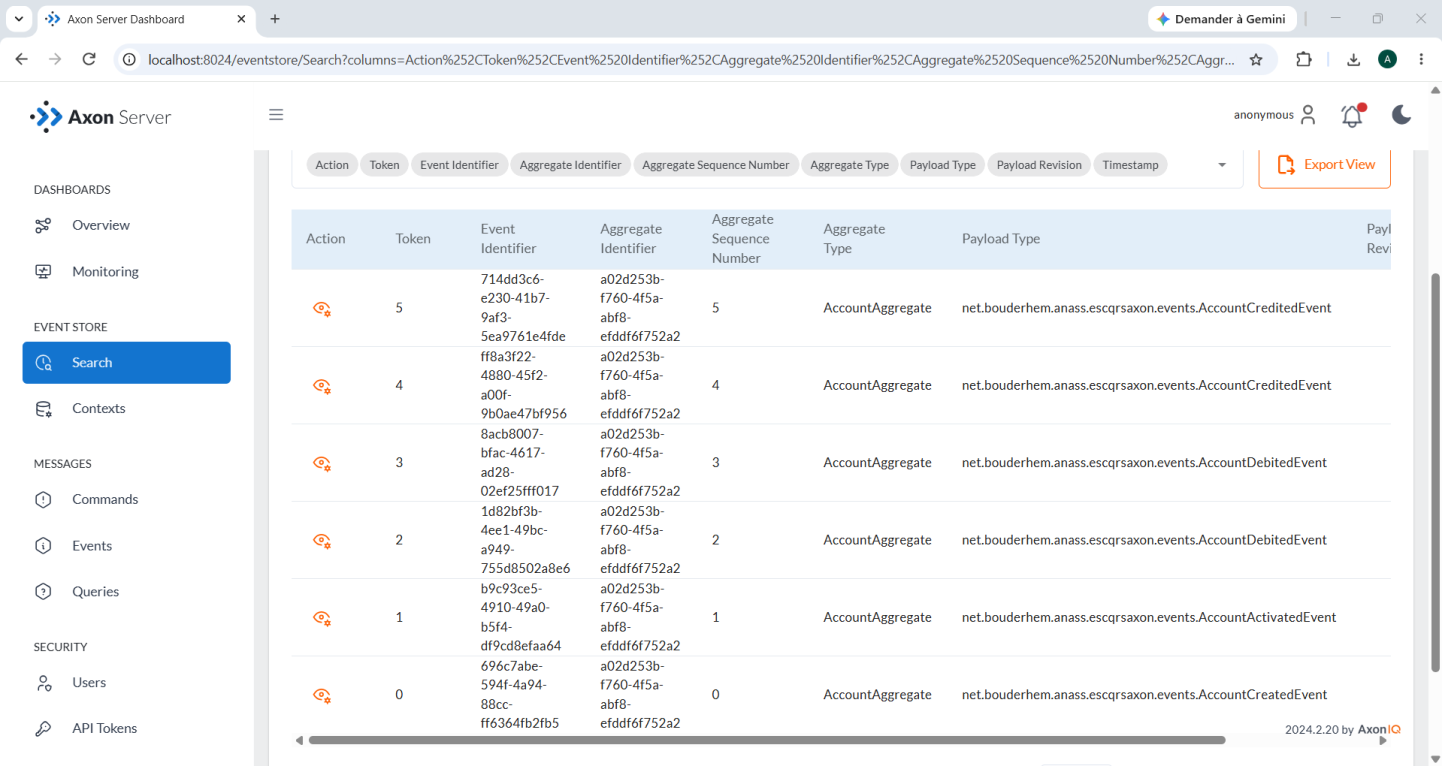 Axon Server Dashboard
Demander à Gemini
localhost:8024/eventstore/Search?columns=Action%252CToken%252CEvent%2520Identifier%252CAggregate%2520Identifier%252CAggregate%2520Sequence%2520Number%252CAggr...
A
Axon Server
anonymous
DASHBOARDS
Overview
Monitoring
EVENT STORE
Search
Contexts
MESSAGES
Commands
Events
Queries
SECURITY
Users
API Tokens
Action Token Event Identifier Aggregate Identifier Aggregate Sequence Number Aggregate Type Payload Type Payload Revision Timestamp
Export View
Action
Token
Event
Identifier
Aggregate
Identifier
Aggregate
Sequence
Number
Aggregate
Type
Payload Type
Payl
Revi
5
714dd3c6-
e230-41b7-
9af3-
5ea9761e4fde
a02d253b-
f760-4f5a-
abf8-
efddf6f752a2
5
AccountAggregate
net.bouderhem.anass.escqrsaxon.events.AccountCreditedEvent
4
ff8a3f22-
4880-45f2-
a00f-
9b0ae47bf956
a02d253b-
f760-4f5a-
abf8-
efddf6f752a2
4
AccountAggregate
net.bouderhem.anass.escqrsaxon.events.AccountCreditedEvent
3
8acb8007-
bfac-4617-
ad28-
02ef25fff017
a02d253b-
f760-4f5a-
abf8-
efddf6f752a2
3
AccountAggregate
net.bouderhem.anass.escqrsaxon.events.AccountDebitedEvent
2
1d82bf3b-
4ee1-49bc-
a949-
755d8502a8e6
a02d253b-
f760-4f5a-
abf8-
efddf6f752a2
2
AccountAggregate
net.bouderhem.anass.escqrsaxon.events.AccountDebitedEvent
1
b9c93ce5-
4910-49a0-
b5f4-
df9cd8efaa64
a02d253b-
f760-4f5a-
abf8-
efddf6f752a2
1
AccountAggregate
net.bouderhem.anass.escqrsaxon.events.AccountActivatedEvent
0
696c7abe-
594f-4a94-
88cc-
ff6364fb2fb5
a02d253b-
f760-4f5a-
abf8-
efddf6f752a2
0
AccountAggregate
net.bouderhem.anass.escqrsaxon.events.AccountCreatedEvent
2024.2.20 by AxonIQ